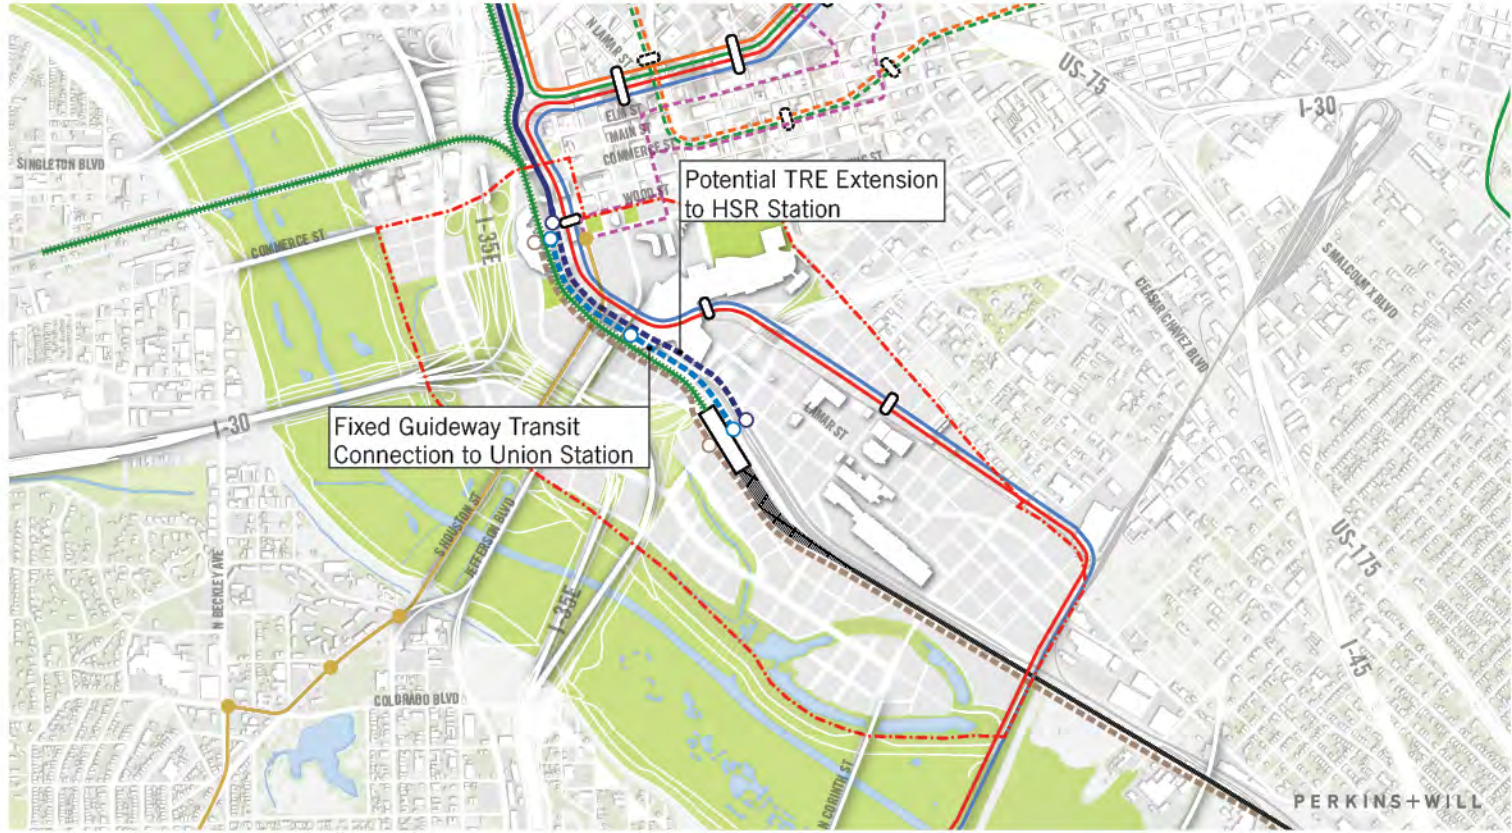 N LAMAR ST
US-75
I-30
ELM ST
MAIN ST
COMMERCE ST
SINGLETON BLVD
Potential TRE Extension
to HSR Station
WOOD ST
COMMERCE ST
I-35E
S MALCOLM X BLVD
CEASAR CHAVEZ BLVD
I-30
Fixed Guideway Transit
Connection to Union Station
LAMAR ST
S HOUSTON ST
JEFFERSON BLVD
N BECKLEY AVE
I-35E
US-175
I-45
COLORADO BLVD
N CORINTH ST
PERKINS+WILL